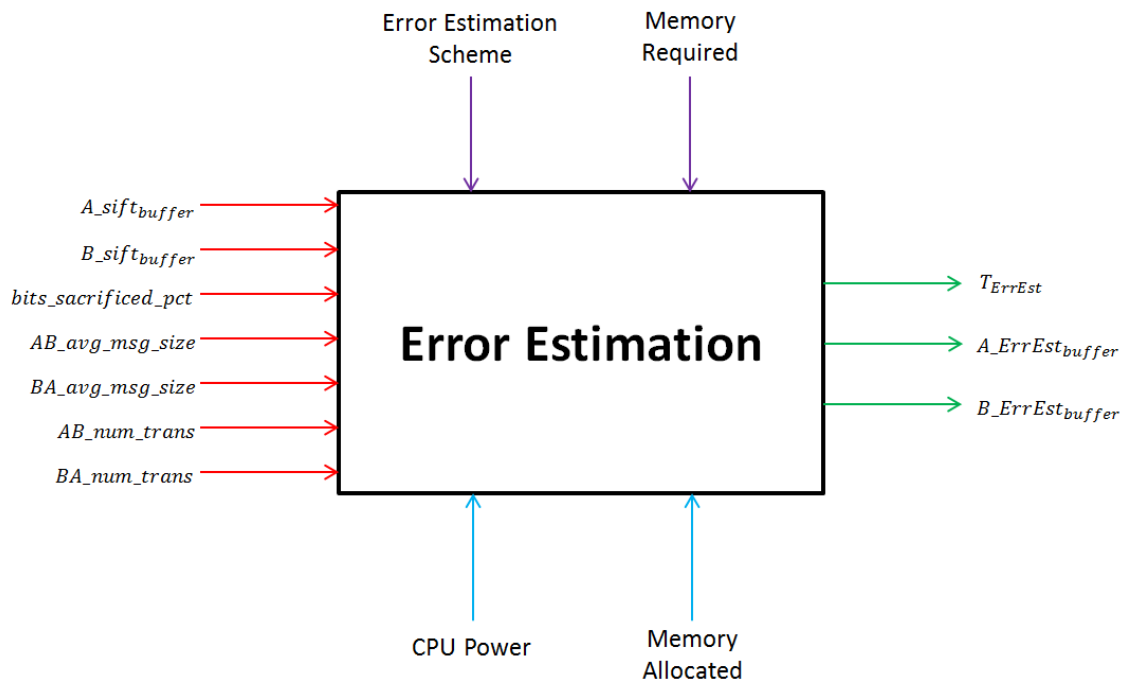 Error Estimation
Scheme
Memory
Required
A_sift_buffer
B_sift_buffer
bits_sacrificed_pct
AB_avg_msg_size
BA_avg_msg_size
AB_num_trans
BA_num_trans
Error Estimation
T_ErrEst
A_ErrEst_buffer
B_ErrEst_buffer
CPU Power
Memory
Allocated